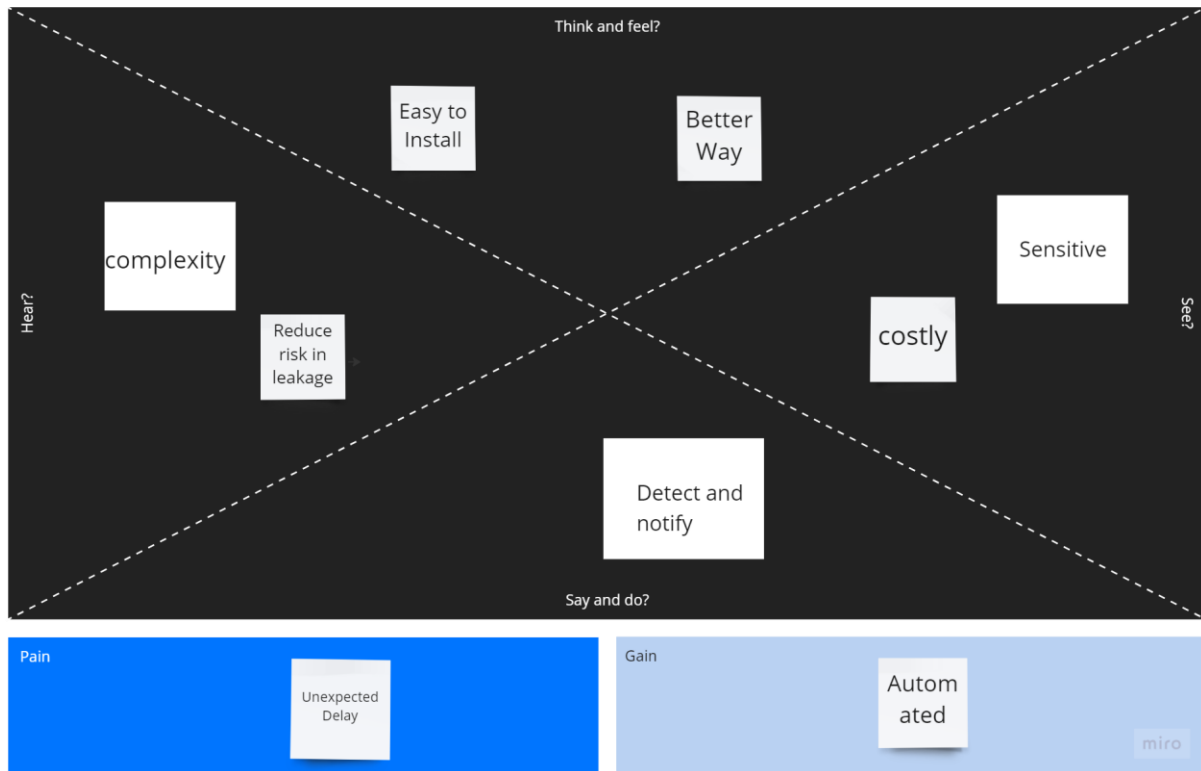 Think and feel?
Easy to
Install
Better
Way
complexity
Sensitive
Hear?
See?
Reduce
risk in
leakage
costly
Detect and
notify
Say and do?
Pain
Unexpected
Delay
Gain
Autom
ated
miro